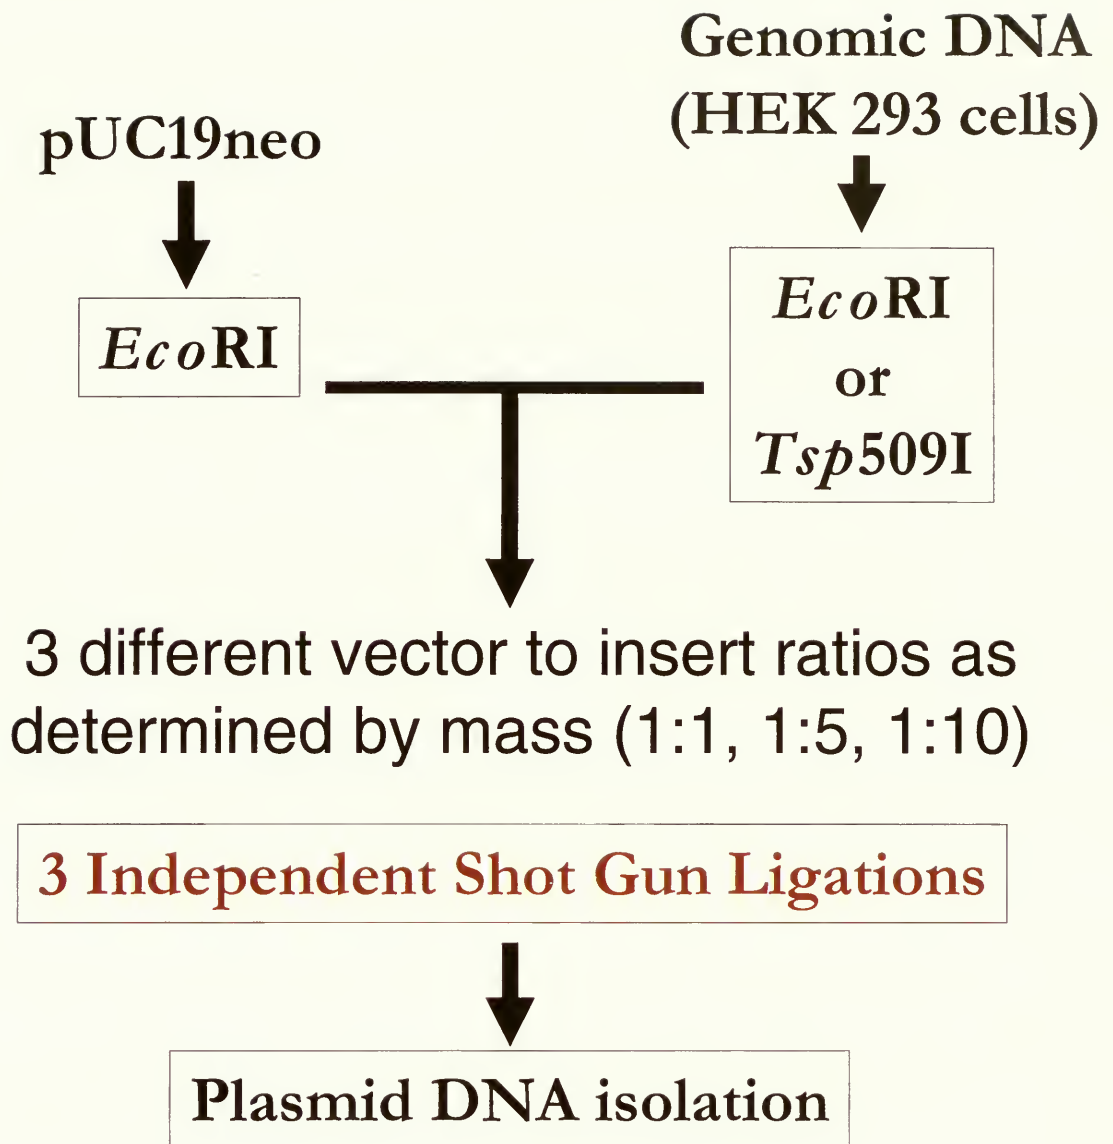 Genomic DNA
(HEK 293 cells)
pUC19neo
EcoRI
EcoRI
or
Tsp509I
3 different vector to insert ratios as
determined by mass (1:1, 1:5, 1:10)
3 Independent Shot Gun Ligations
Plasmid DNA isolation